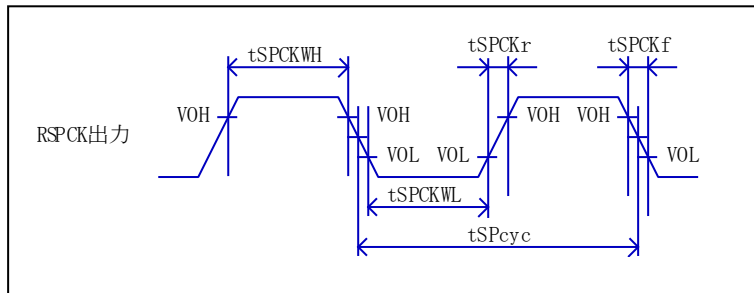 tSPCKr tSPCKf
tSPCKWH
VOH VOH VOH VOH
RSPCK出力
VOL VOL VOL
tSPCKWL
tSPcyc